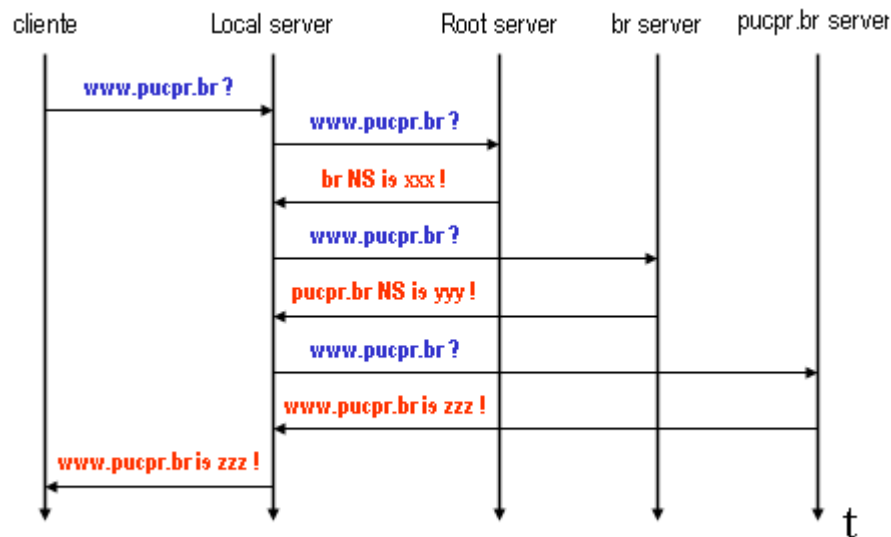 cliente
Local server
Root server
br server
pucpr.br server
www.pucpr.br ?
www.pucpr.br ?
br NS is xxx !
www.pucpr.br ?
pucpr.br NS is yyy !
www.pucpr.br ?
www.pucpr.br is zzz !
www.pucpr.br is zzz !
t